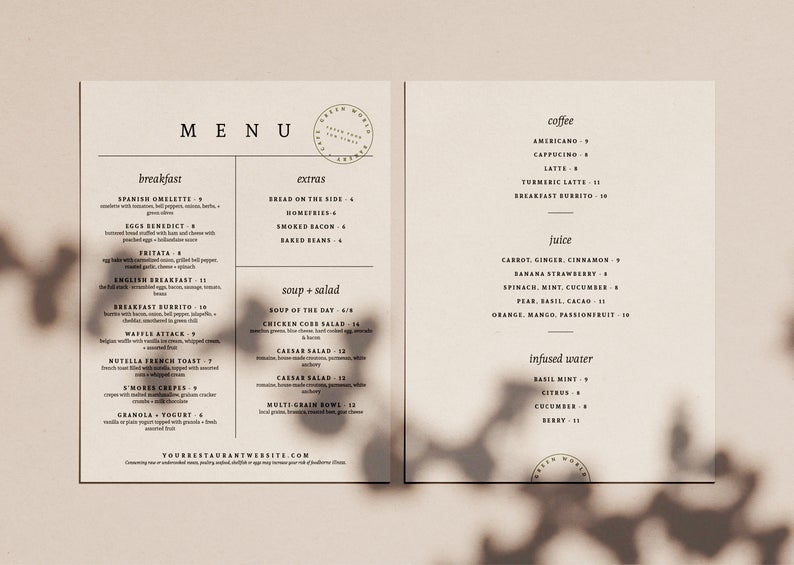 MENU
CAFE GREEN WORLD BAKERY
FRESH FOOD
FUN TIMES
breakfast
SPANISH OMELETTE - 9
omelette with tomatoes, bell peppers, onions, herbs, +
green olives
EGGS BENEDICT - 8
buttered bread stuffed with ham and cheese with
poached eggs + hollandaise sauce
FRITATA - 8
egg bake with carmelized onion, grilled bell pepper,
roasted garlic, cheese + spinach
ENGLISH BREAKFAST - 11
the full stack - scrambled eggs, bacon, sausage, tomato,
beans
BREAKFAST BURRITO - 10
burrito with bacon, onion, bell pepper, jalapeÑo, +
cheddar, smothered in green chili
WAFFLE ATTACK - 9
belgian waffle with vanilla ice cream, whipped cream,
+ assorted fruit
NUTELLA FRENCH TOAST - 7
french toast filled with nutella, topped with assorted
nuts + whipped cream
S'MORES CREPES - 9
crepes with melted marshmallow, graham cracker
crumbs + milk chocolate
GRANOLA + YOGURT - 6
vanilla or plain yogurt topped with granola + fresh
assorted fruit
extras
BREAD ON THE SIDE - 4
HOMEFRIES-6
SMOKED BACON - 6
BAKED BEANS - 4
soup + salad
SOUP OF THE DAY - 6/8
CHICKEN COBB SALAD - 14
mesclun greens, blue cheese, hard cooked egg, avocado
& bacon
CAESAR SALAD - 12
romaine, house-made croutons, parmesan, white
anchovy
CAESAR SALAD - 12
romaine, house-made croutons, parmesan, white
anchovy
MULTI-GRAIN BOWL - 12
local grains, brassica, roasted beet, goat cheese
YOURRESTAURANTWEBSITE.COM
Consuming raw or undercooked meats, poultry, seafood, shellfish or eggs may increase your risk of foodborne illness.
coffee
AMERICANO - 9
CAPPUCINO - 8
LATTE - 8
TURMERIC LATTE - 11
BREAKFAST BURRITO - 10
juice
CARROT, GINGER, CINNAMON - 9
BANANA STRAWBERRY - 8
SPINACH, MINT, CUCUMBER - 8
PEAR, BASIL, CACAO - 11
ORANGE, MANGO, PASSIONFRUIT - 10
infused water
BASIL MINT - 9
CITRUS - 8
CUCUMBER - 8
BERRY - 11
GREEN WORLD